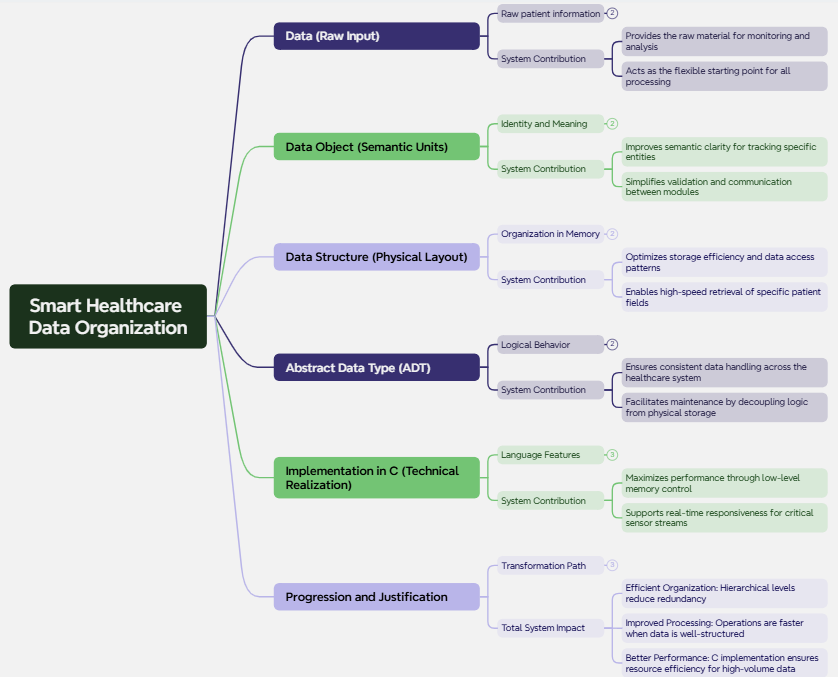 Smart Healthcare
Data Organization
Data (Raw Input)
Raw patient information
2
System Contribution
Provides the raw material for monitoring and
analysis
Acts as the flexible starting point for all
processing
Data Object (Semantic Units)
Identity and Meaning
2
System Contribution
Improves semantic clarity for tracking specific
entities
Simplifies validation and communication
between modules
Data Structure (Physical Layout)
Organization in Memory
2
System Contribution
Optimizes storage efficiency and data access
patterns
Enables high-speed retrieval of specific patient
fields
Abstract Data Type (ADT)
Logical Behavior
2
System Contribution
Ensures consistent data handling across the
healthcare system
Facilitates maintenance by decoupling logic
from physical storage
Implementation in C (Technical
Realization)
Language Features
3
System Contribution
Maximizes performance through low-level
memory control
Supports real-time responsiveness for critical
sensor streams
Progression and Justification
Transformation Path
3
Total System Impact
Efficient Organization: Hierarchical levels
reduce redundancy
Improved Processing: Operations are faster
when data is well-structured
Better Performance: C implementation ensures
resource efficiency for high-volume data